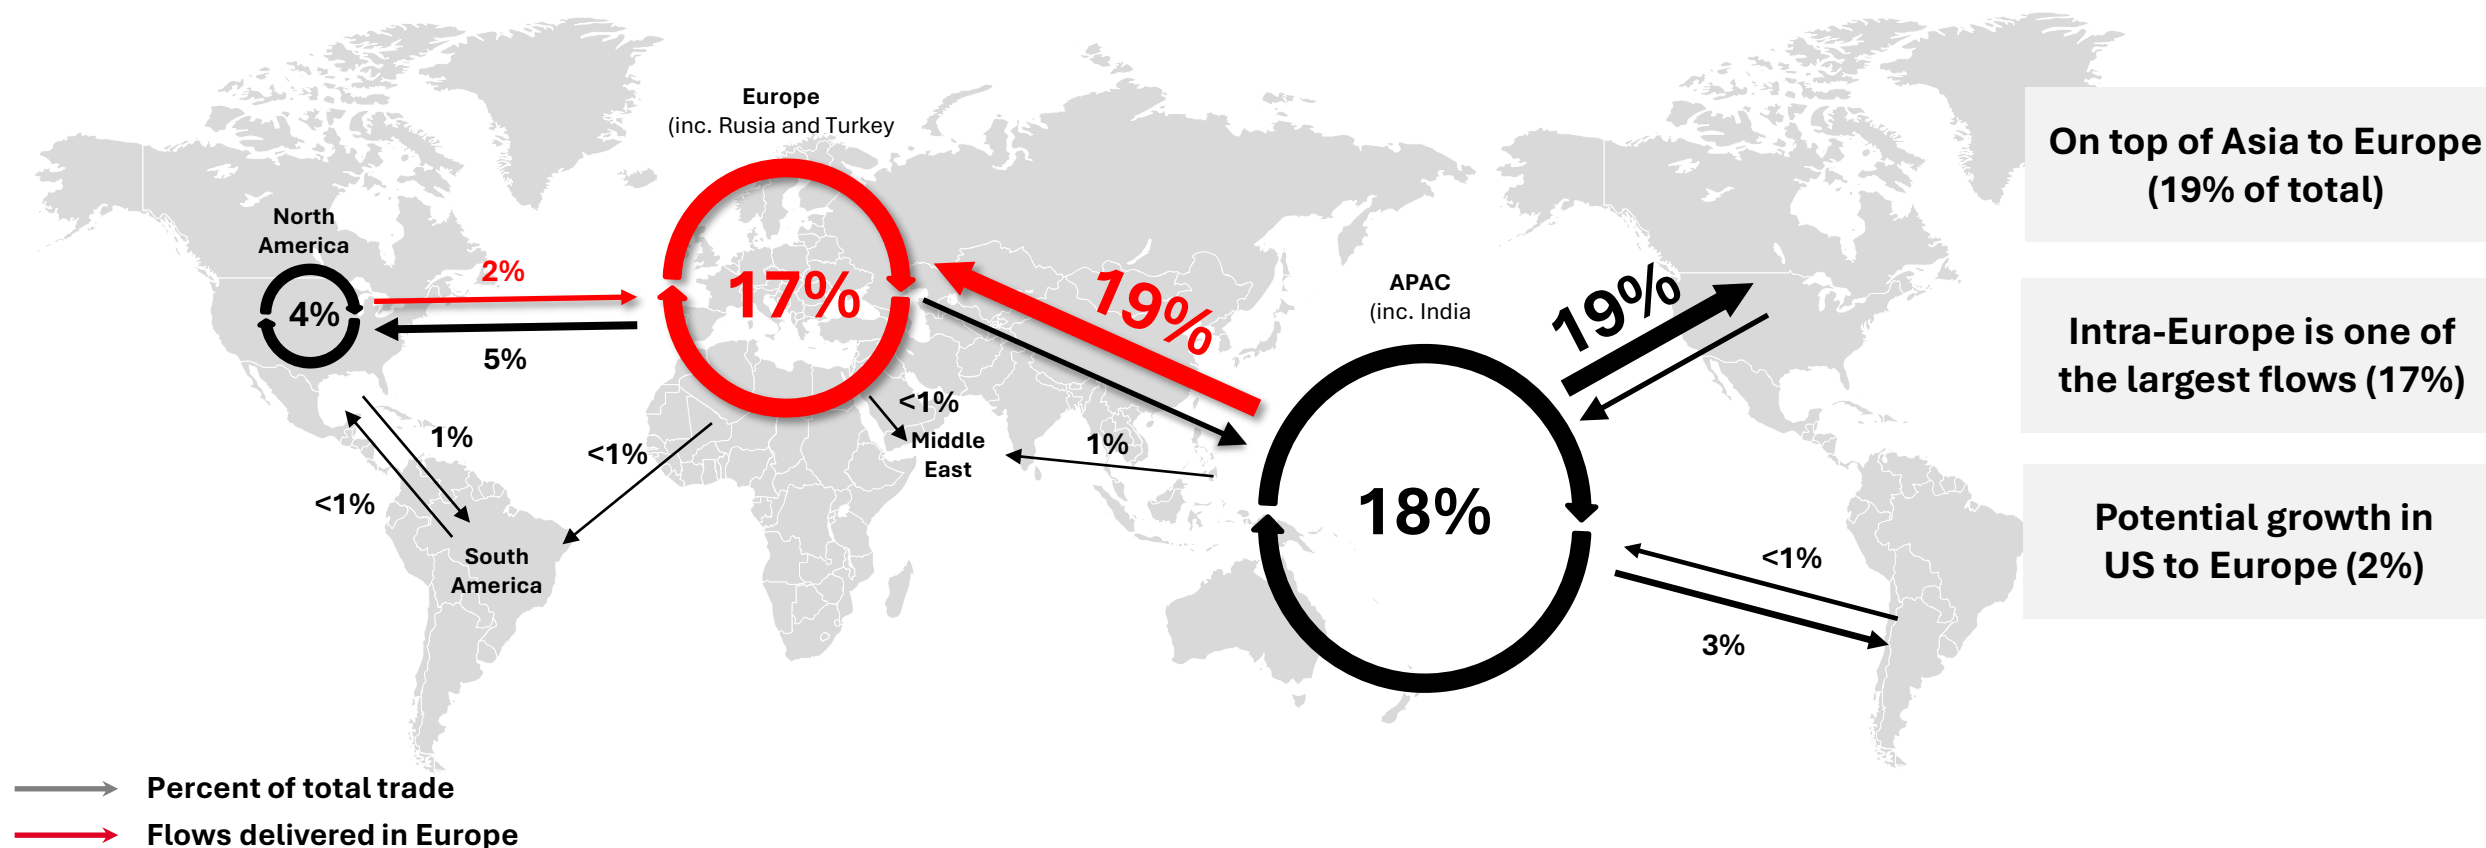 Europe
(inc. Rusia and Turkey
North
America
4%
2%
5%
17%
19%
APAC
(inc. India
18%
19%
1%
<1%
<1%
<1%
Middle
East
1%
South
America
<1%
3%
On top of Asia to Europe
(19% of total)
Intra-Europe is one of
the largest flows (17%)
Potential growth in
US to Europe (2%)
Percent of total trade
Flows delivered in Europe